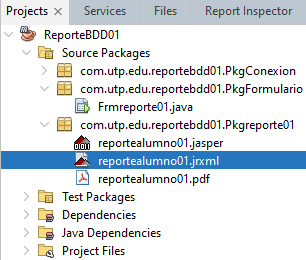 Projects Services Files Report Inspector
ReporteBDD01
Source Packages
com.utp.edu.reportebdd01.PkgConexion
com.utp.edu.reportebdd01.PkgFormulario
Frmreporte01.java
com.utp.edu.reportebdd01.Pkgreporte01
reportealumno01.jasper
reportealumno01.jrxml
reportealumno01.pdf
Test Packages
Dependencies
Java Dependencies
Project Files